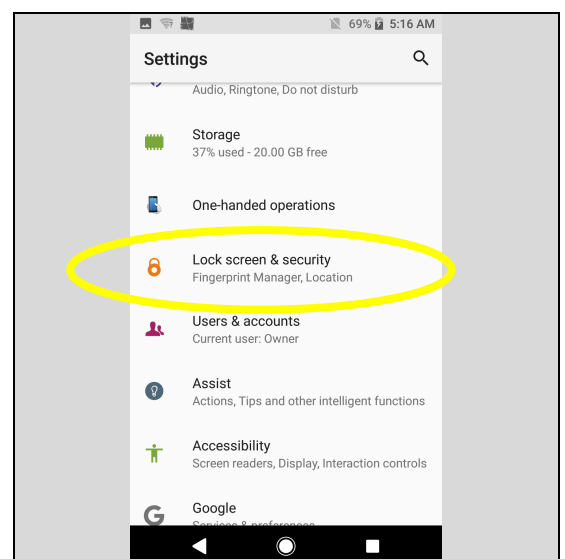 69% 5:16 AM
Settings
Audio, Ringtone, Do not disturb
Storage
37% used - 20.00 GB free
One-handed operations
Lock screen & security
Fingerprint Manager, Location
Users & accounts
Current user: Owner
Assist
Actions, Tips and other intelligent functions
Accessibility
Screen readers, Display, Interaction controls
Google
Services & preferences